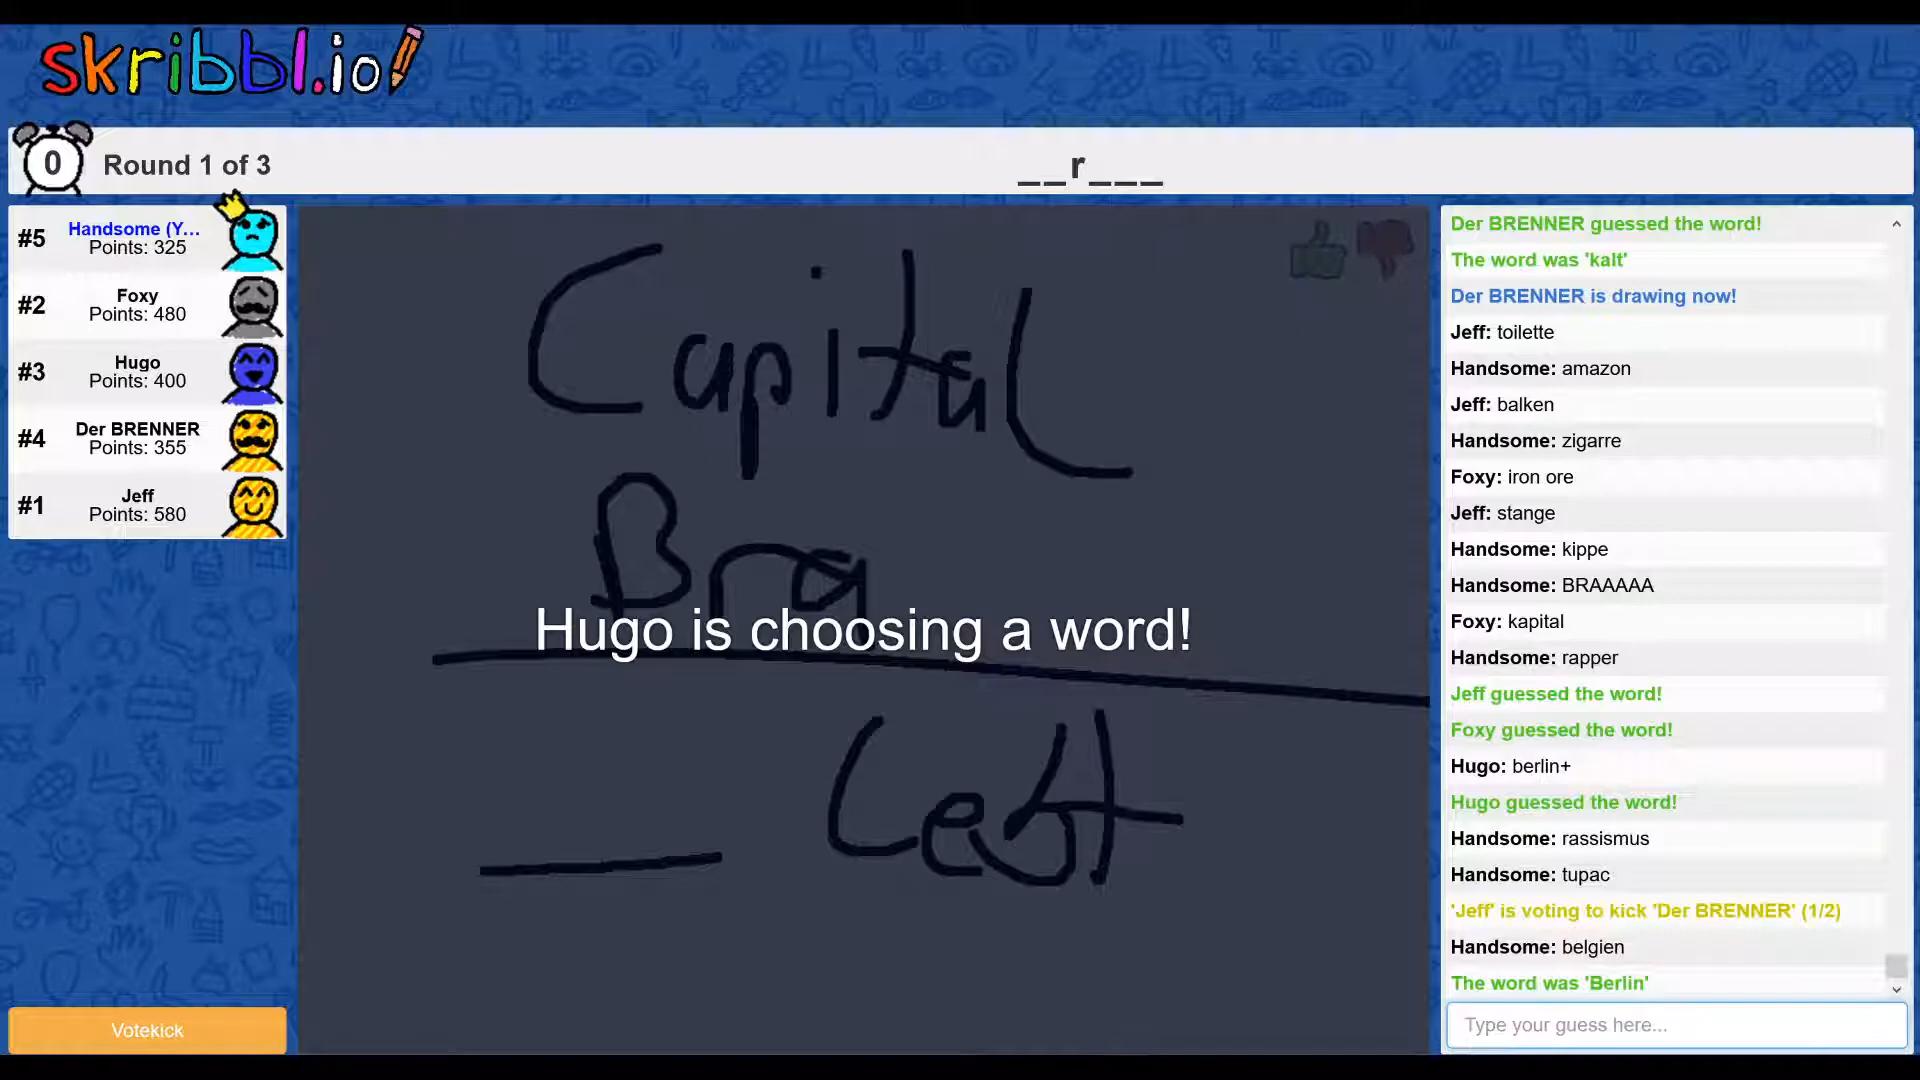 skribbl.io
0
Round 1 of 3
__r___
#5
Handsome (Y...
Points: 325
#2
Foxy
Points: 480
#3
Hugo
Points: 400
#4
Der BRENNER
Points: 355
#1
Jeff
Points: 580
Votekick
Capital
Bra
Hugo is choosing a word!
Der BRENNER guessed the word!
The word was 'kalt'
Der BRENNER is drawing now!
Jeff: toilette
Handsome: amazon
Jeff: balken
Handsome: zigarre
Foxy: iron ore
Jeff: stange
Handsome: kippe
Handsome: BRAAAAA
Foxy: kapital
Handsome: rapper
Jeff guessed the word!
Foxy guessed the word!
Hugo: berlin+
Hugo guessed the word!
Handsome: rassismus
Handsome: tupac
'Jeff' is voting to kick 'Der BRENNER' (1/2)
Handsome: belgien
The word was 'Berlin'
Type your guess here...